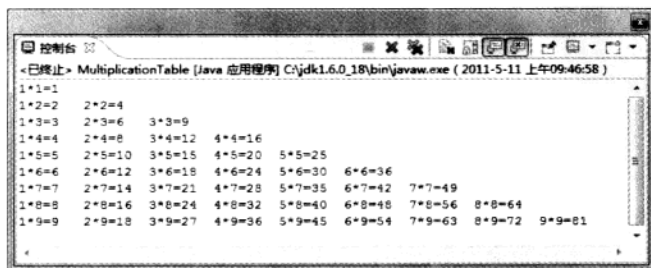 控制台
<已终止> MultiplicationTable [Java 应用程序] C:\jdk1.6.0_18\bin\javaw.exe ( 2011-5-11 上午09:46:58 )
1*1=1
1*2=2 2*2=4
1*3=3 2*3=6 3*3=9
1*4=4 2*4=8 3*4=12 4*4=16
1*5=5 2*5=10 3*5=15 4*5=20 5*5=25
1*6=6 2*6=12 3*6=18 4*6=24 5*6=30 6*6=36
1*7=7 2*7=14 3*7=21 4*7=28 5*7=35 6*7=42 7*7=49
1*8=8 2*8=16 3*8=24 4*8=32 5*8=40 6*8=48 7*8=56 8*8=64
1*9=9 2*9=18 3*9=27 4*9=36 5*9=45 6*9=54 7*9=63 8*9=72 9*9=81